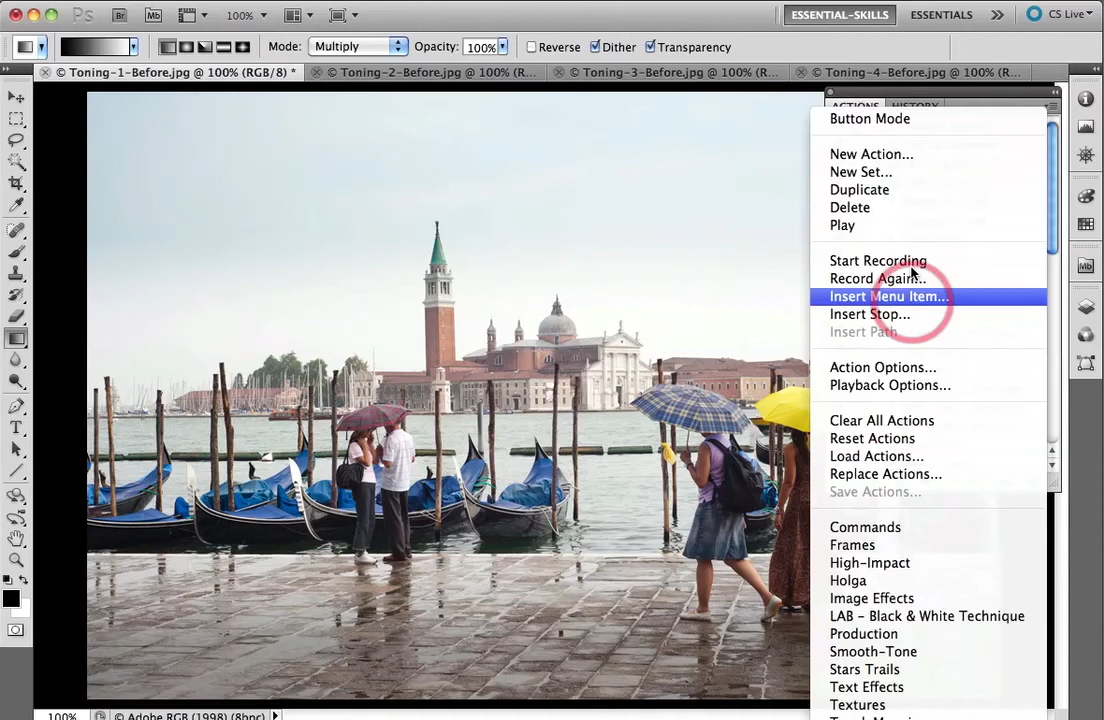 Ps Br Mb 100% ESSENTIAL-SKILLS ESSENTIALS CS Live
Mode: Multiply Opacity: 100% Reverse Dither Transparency
© Toning-1-Before.jpg @ 100% (RGB/8) * © Toning-2-Before.jpg @ 100% (R... © Toning-3-Before.jpg @ 100% (R... © Toning-4-Before.jpg @ 100% (R...
ACTIONS HISTORY
Button Mode
New Action...
New Set...
Duplicate
Delete
Play
Start Recording
Record Again...
Insert Menu Item...
Insert Stop...
Insert Path
Action Options...
Playback Options...
Clear All Actions
Reset Actions
Load Actions...
Replace Actions...
Save Actions...
Commands
Frames
High-Impact
Holga
Image Effects
LAB - Black & White Technique
Production
Smooth-Tone
Stars Trails
Text Effects
Textures
Mb
T
100% © Adobe RGB (1998) (8bpc)